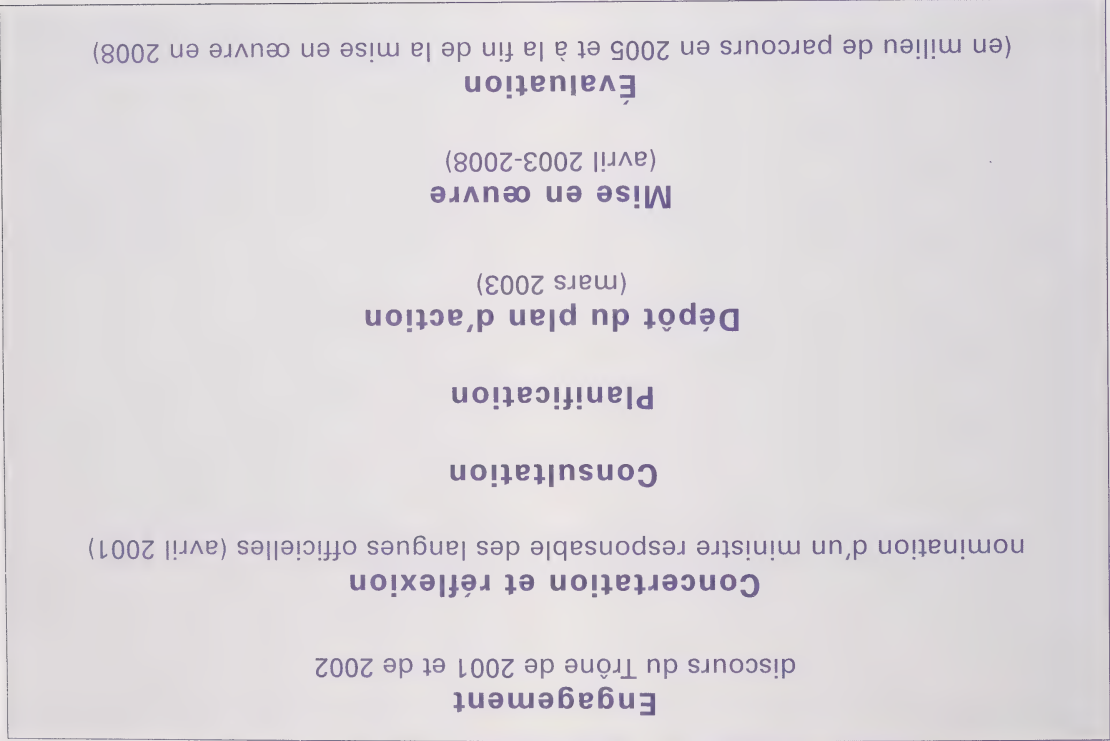 Engagement
discours du Trône de 2001 et de 2002
Concertation et réflexion
nomination d'un ministre responsable des langues officielles (avril 2001)
Consultation
Planification
Dépôt du plan d'action
(mars 2003)
Mise en œuvre
(avril 2003-2008)
Évaluation
(en milieu de parcours en 2005 et à la fin de la mise en œuvre en 2008)